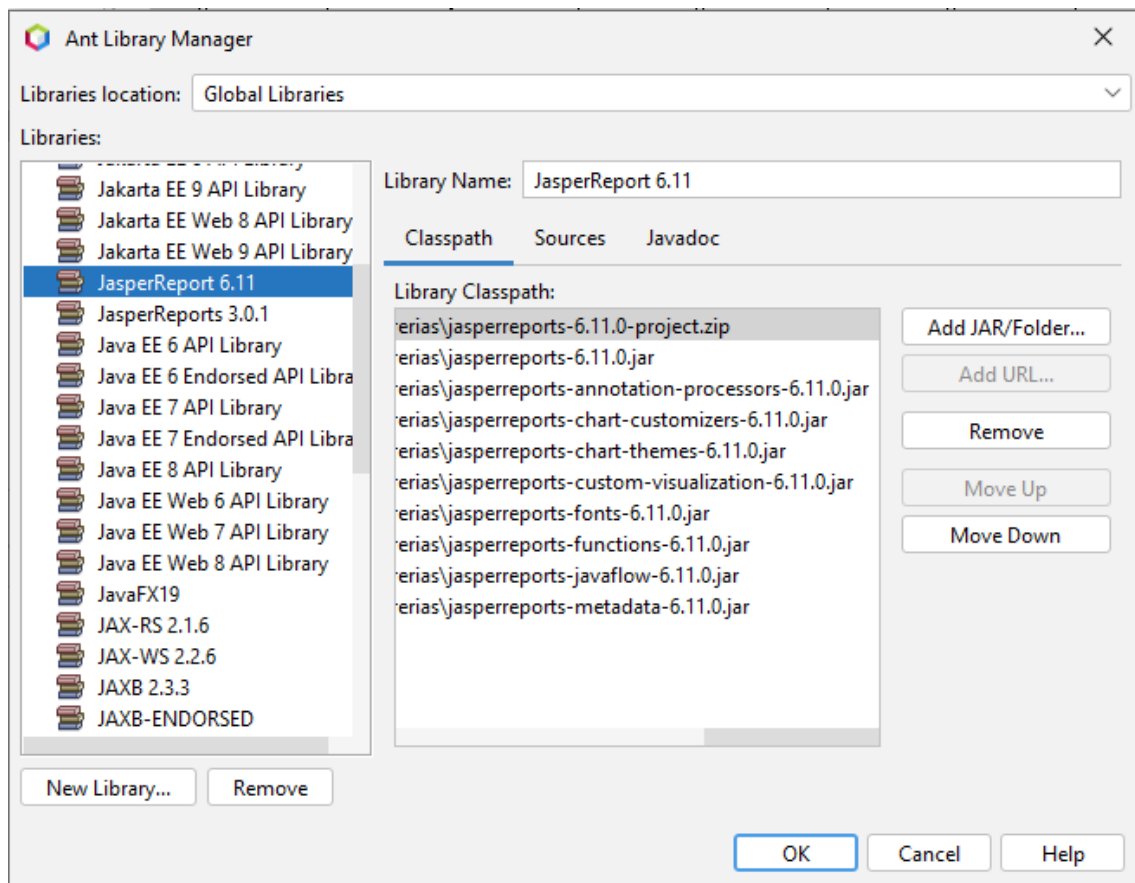 Ant Library Manager
Libraries location: Global Libraries
Libraries:
Jakarta EE 9 API Library
Jakarta EE Web 8 API Library
Jakarta EE Web 9 API Library
JasperReport 6.11
JasperReports 3.0.1
Java EE 6 API Library
Java EE 6 Endorsed API Libra
Java EE 7 API Library
Java EE 7 Endorsed API Libra
Java EE 8 API Library
Java EE Web 6 API Library
Java EE Web 7 API Library
Java EE Web 8 API Library
JavaFX19
JAX-RS 2.1.6
JAX-WS 2.2.6
JAXB 2.3.3
JAXB-ENDORSED
New Library... Remove
Library Name: JasperReport 6.11
Classpath Sources Javadoc
Library Classpath:
rerias\jasperreports-6.11.0-project.zip
rerias\jasperreports-6.11.0.jar
rerias\jasperreports-annotation-processors-6.11.0.jar
rerias\jasperreports-chart-customizers-6.11.0.jar
rerias\jasperreports-chart-themes-6.11.0.jar
rerias\jasperreports-custom-visualization-6.11.0.jar
rerias\jasperreports-fonts-6.11.0.jar
rerias\jasperreports-functions-6.11.0.jar
rerias\jasperreports-javaflow-6.11.0.jar
rerias\jasperreports-metadata-6.11.0.jar
Add JAR/Folder...
Add URL...
Remove
Move Up
Move Down
OK Cancel Help